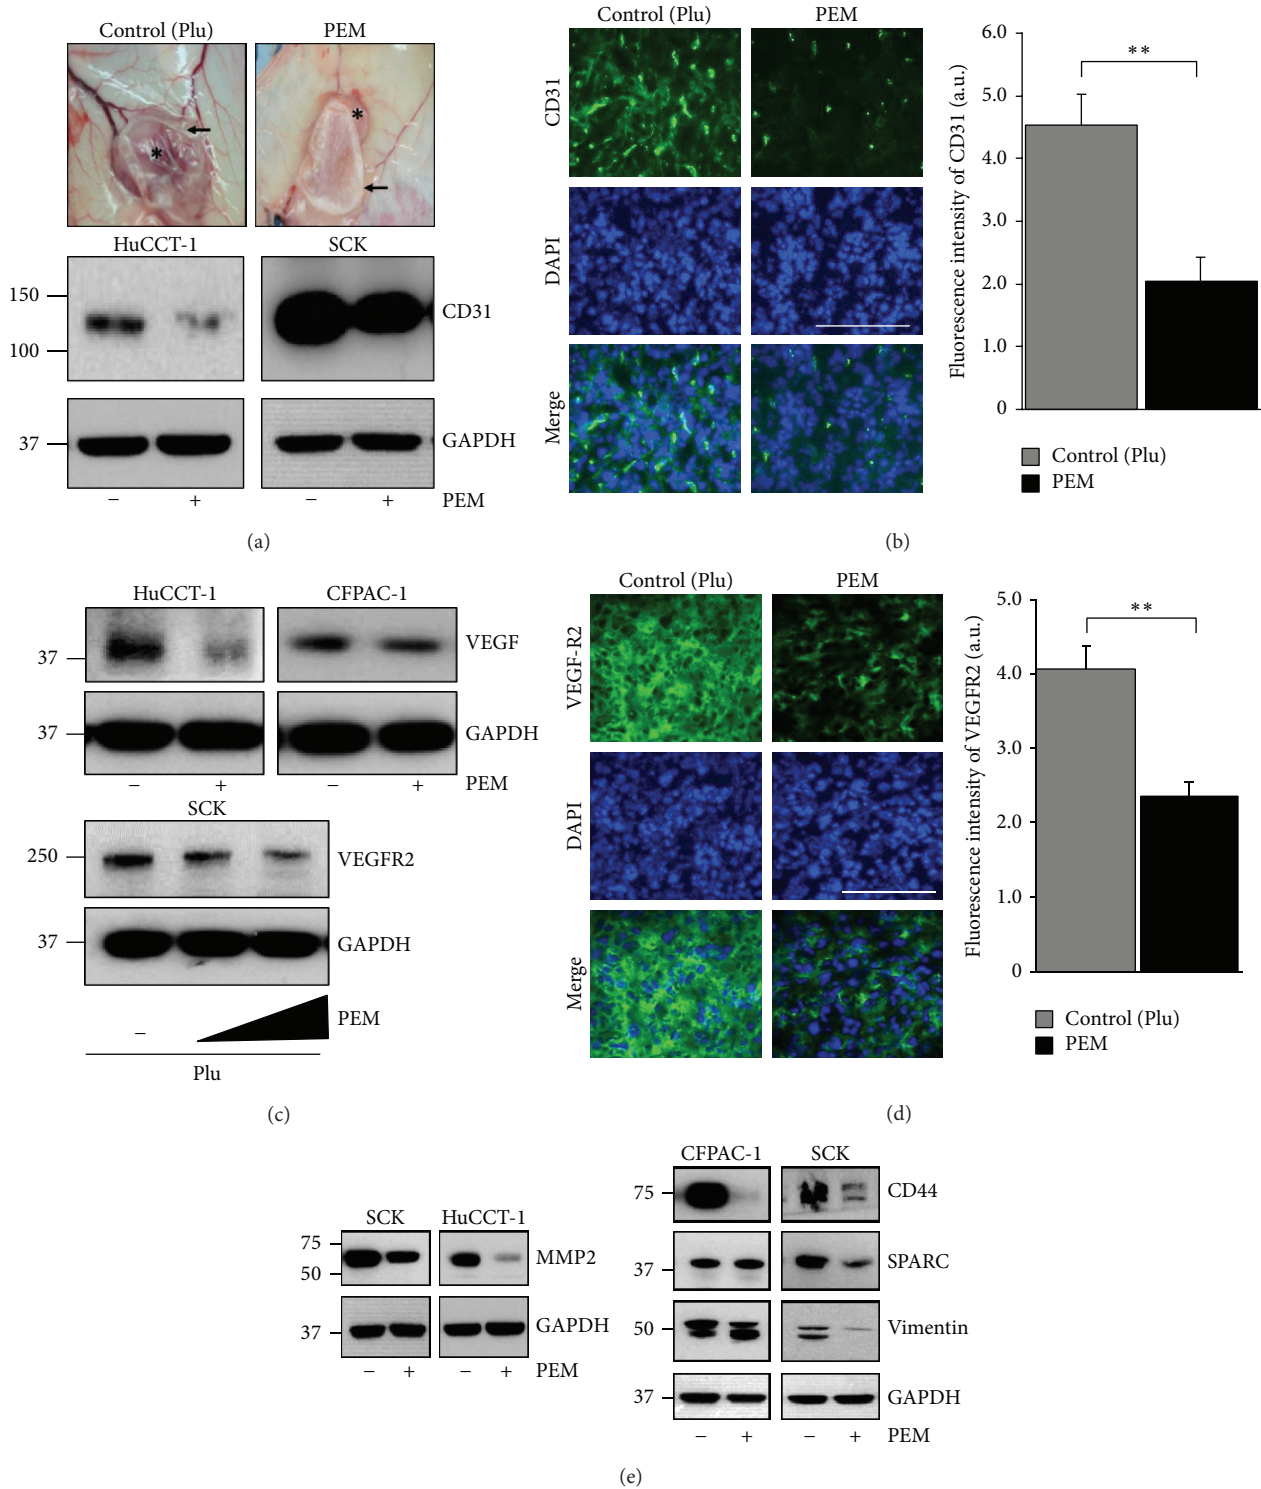 Control (Plu) PEM
* *
HuCCT-1 SCK
150
100
CD31
37
GAPDH
− + − + PEM
(a)
Control (Plu) PEM
CD31
DAPI
Merge
Fluorescence intensity of CD31 (a.u.)
6.0
5.0
4.0
3.0
2.0
1.0
0
**
Control (Plu)
PEM
(b)
HuCCT-1 CFPAC-1
37
VEGF
37
GAPDH
− + − + PEM
SCK
250
VEGFR2
37
GAPDH
− PEM
Plu
(c)
Control (Plu) PEM
VEGF-R2
DAPI
Merge
Fluorescence intensity of VEGFR2 (a.u.)
5.0
4.0
3.0
2.0
1.0
0
**
Control (Plu)
PEM
(d)
SCK HuCCT-1
75
50
MMP2
37
GAPDH
− + − + PEM
CFPAC-1 SCK
75
CD44
37
SPARC
50
Vimentin
37
GAPDH
− + − + PEM
(e)